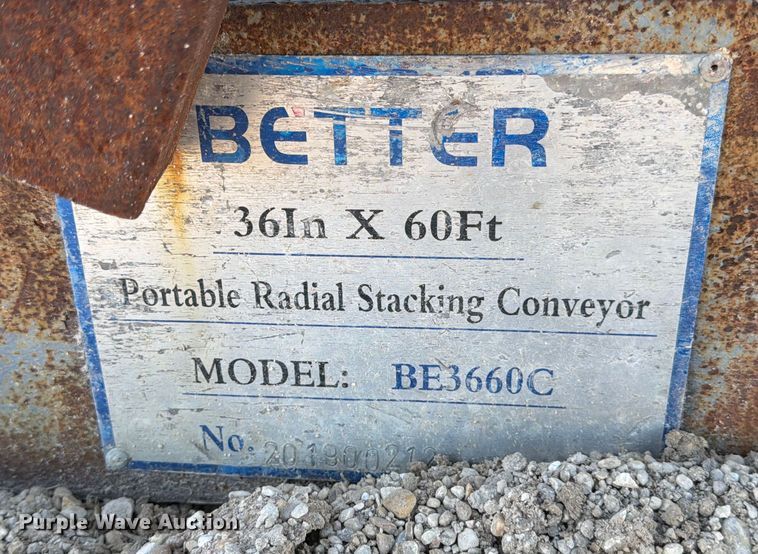 BETTER
36In X 60Ft
Portable Radial Stacking Conveyor
MODEL: BE3660C
No.
Purple Wave Auction